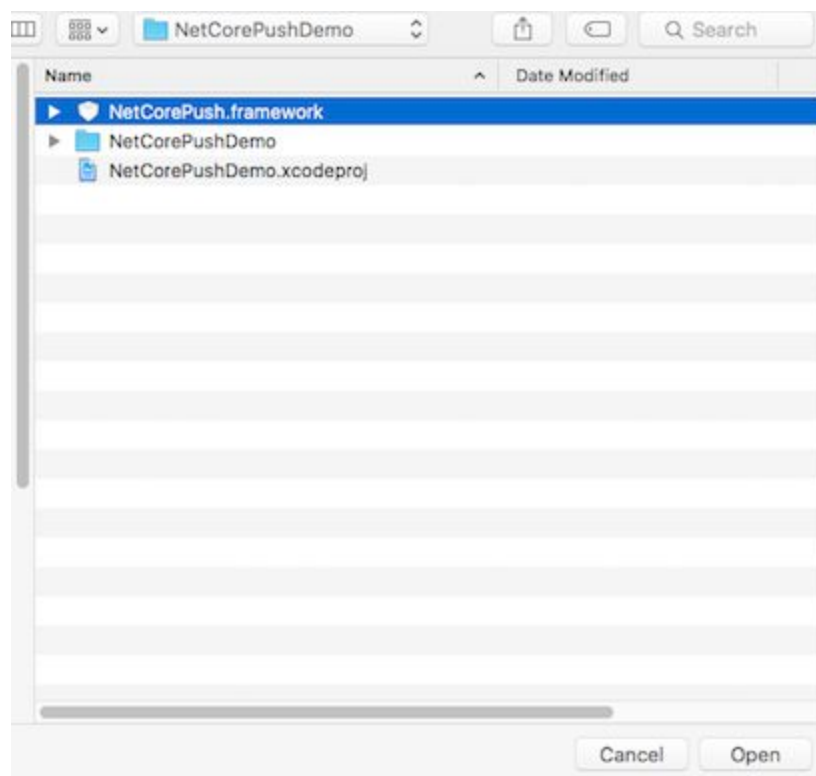 NetCorePushDemo Search
Name Date Modified
NetCorePush.framework
NetCorePushDemo
NetCorePushDemo.xcodeproj
Cancel Open